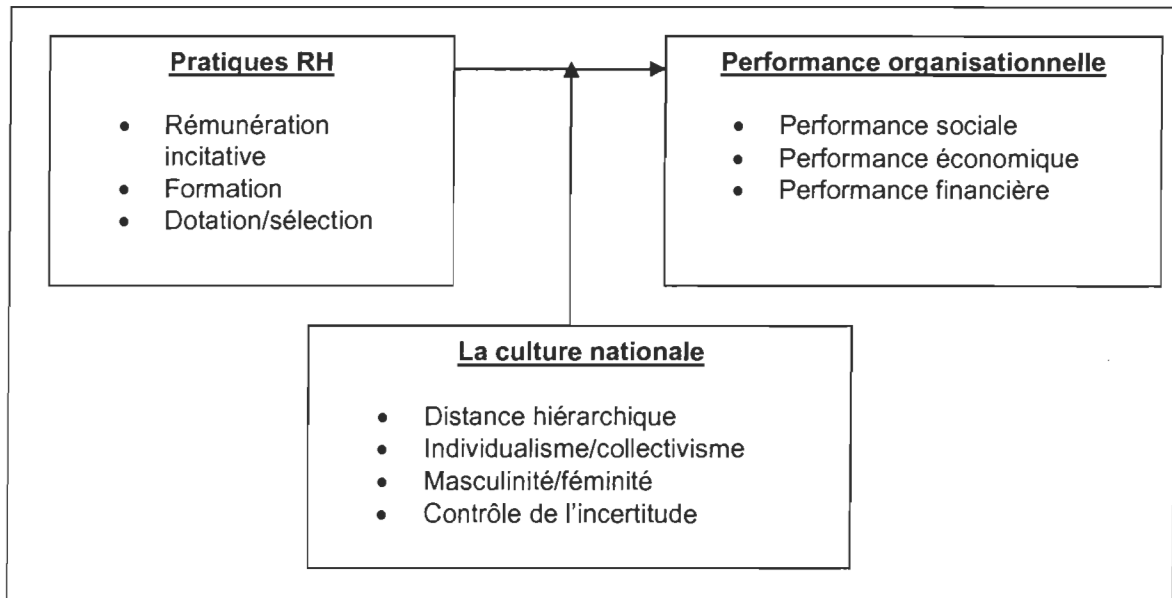 Pratiques RH
• Rémunération
incitative
• Formation
• Dotation/sélection
Performance organisationnelle
• Performance sociale
• Performance économique
• Performance financière
La culture nationale
• Distance hiérarchique
• Individualisme/collectivisme
• Masculinité/féminité
• Contrôle de l'incertitude